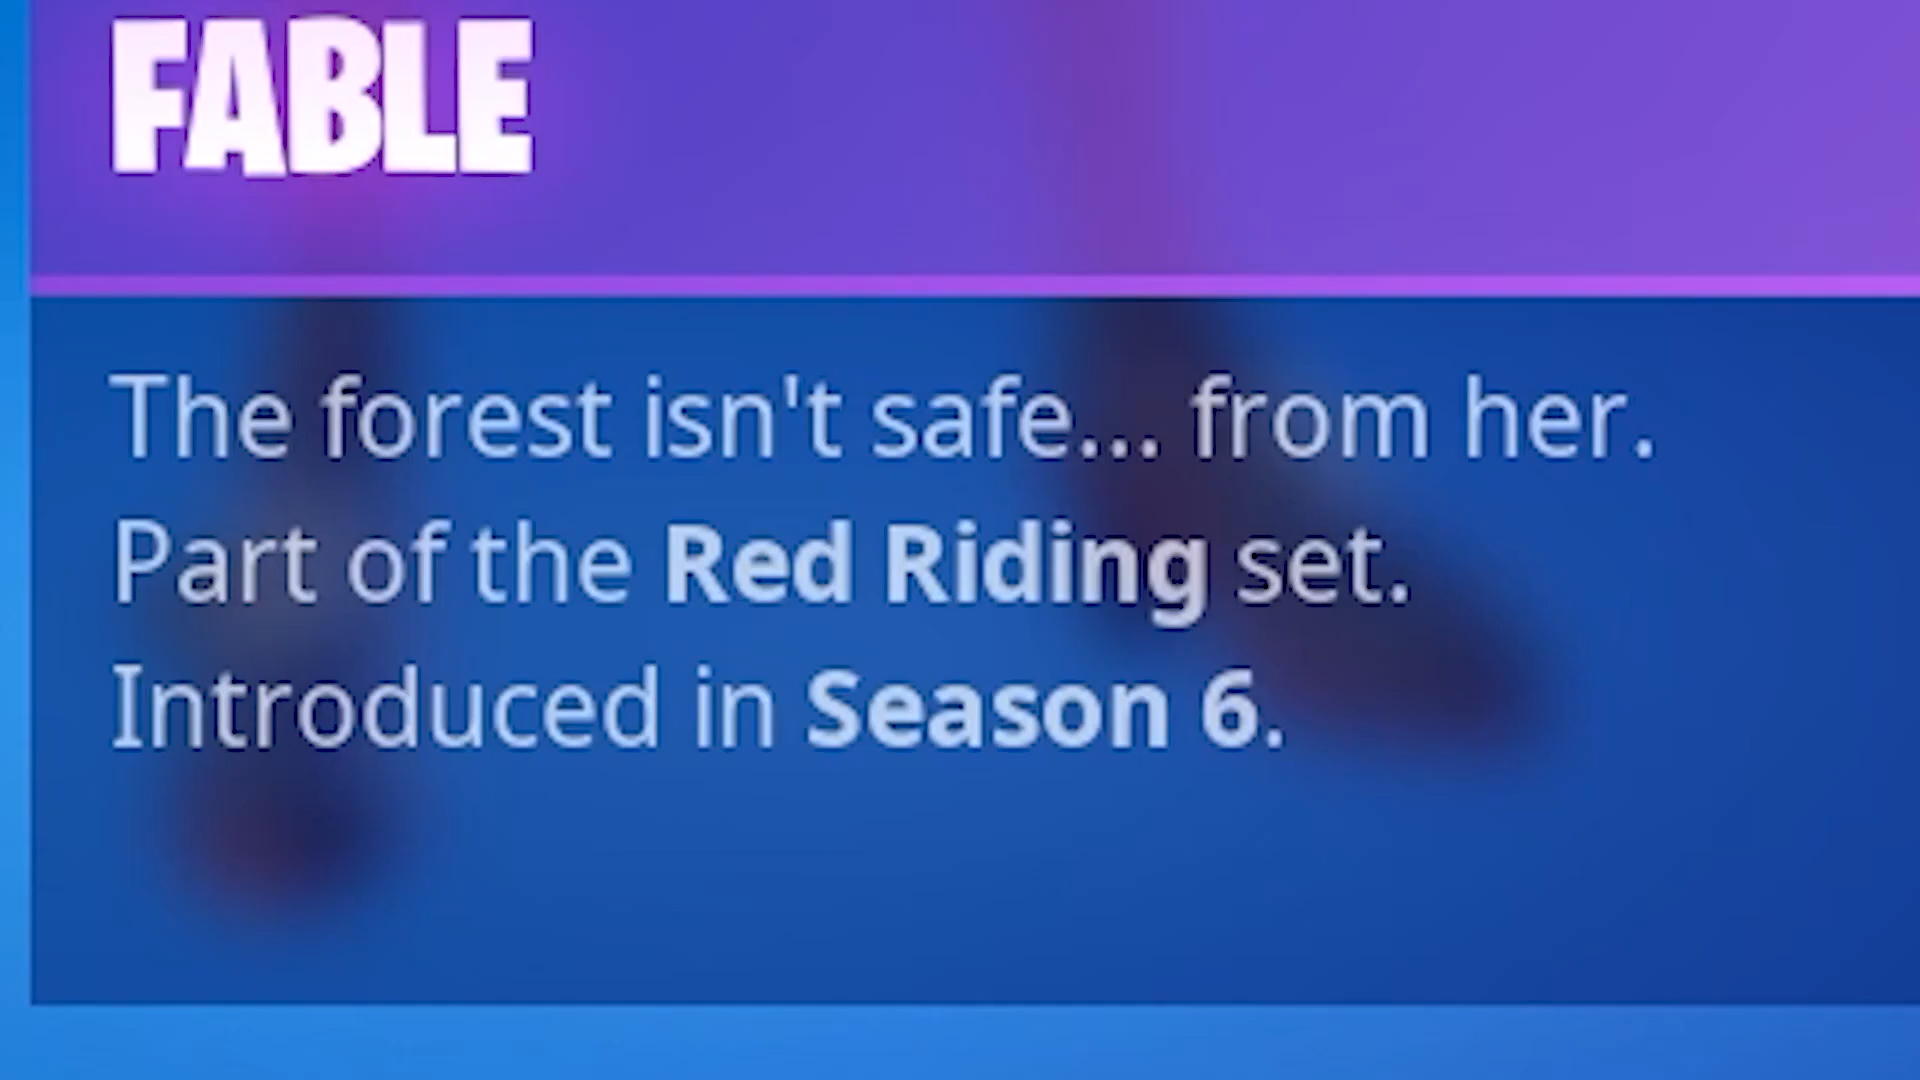 FABLE
The forest isn't safe... from her.
Part of the Red Riding set.
Introduced in Season 6.